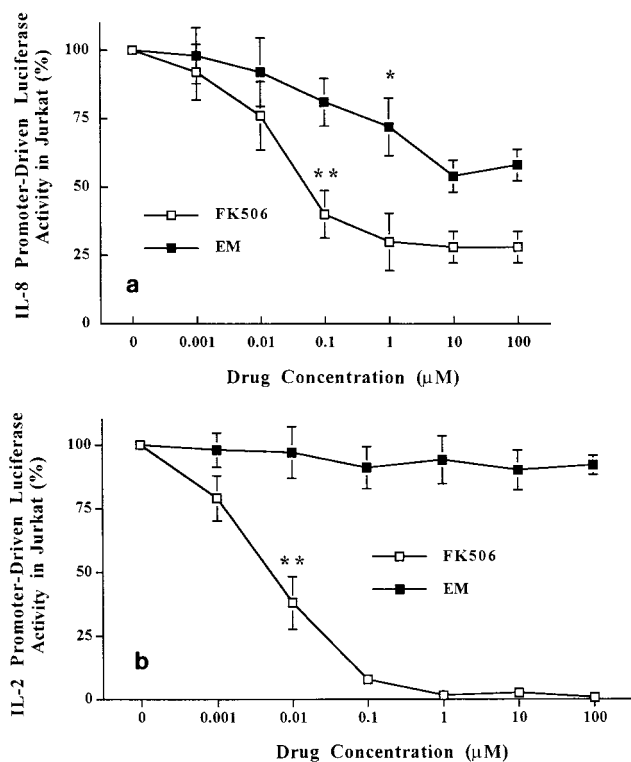 IL-8 Promoter-Driven Luciferase
Activity in Jurkat (%)
100
75
50
25
0
*
**
FK506
EM
a
0
0.001
0.01
0.1
1
10
100
Drug Concentration (µM)
IL-2 Promoter-Driven Luciferase
Activity in Jurkat (%)
100
75
50
25
0
**
FK506
EM
b
0
0.001
0.01
0.1
1
10
100
Drug Concentration (µM)